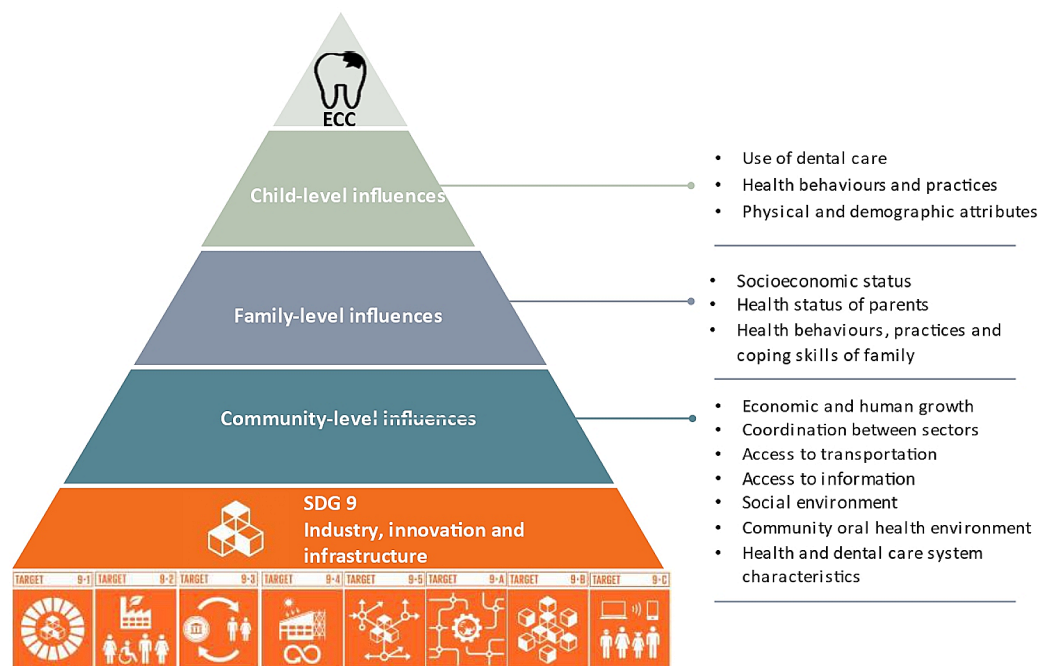 ECC
Child-level influences
• Use of dental care
• Health behaviours and practices
• Physical and demographic attributes
Family-level influences
• Socioeconomic status
• Health status of parents
• Health behaviours, practices and
coping skills of family
Community-level influences
• Economic and human growth
• Coordination between sectors
• Access to transportation
• Access to information
• Social environment
• Community oral health environment
• Health and dental care system
characteristics
SDG 9
Industry, innovation and
infrastructure
TARGET 9·1
TARGET 9·2
TARGET 9·3
TARGET 9·4
TARGET 9·5
TARGET 9·A
TARGET 9·B
TARGET 9·C